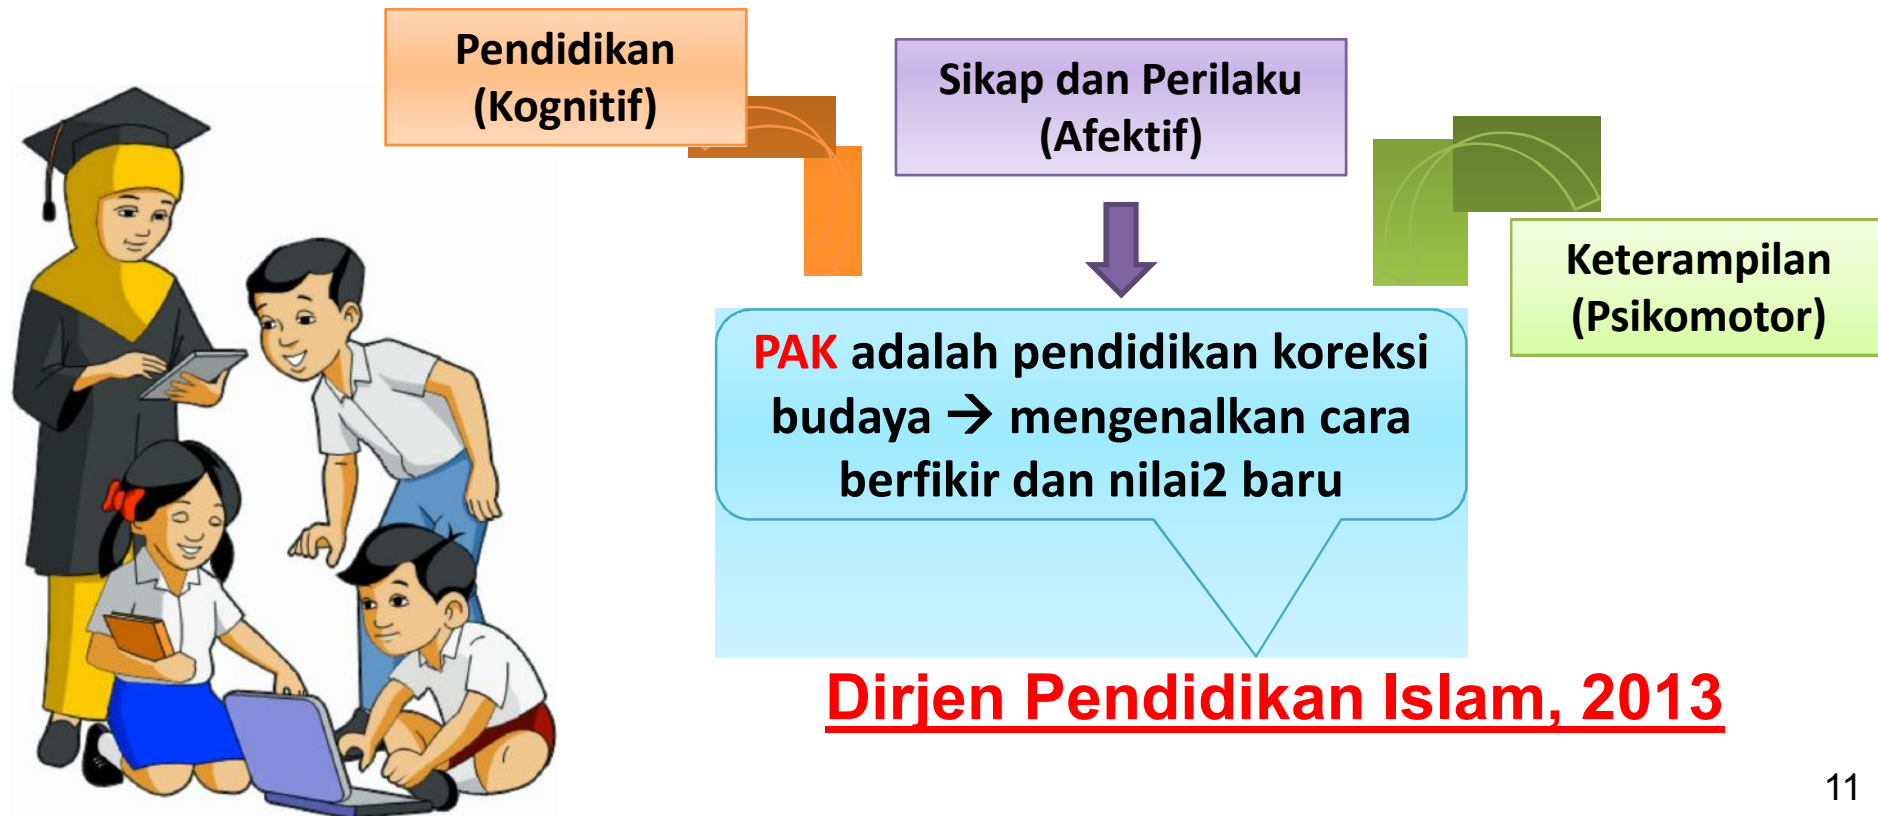 Pendidikan
(Kognitif)
Sikap dan Perilaku
(Afektif)
Keterampilan
(Psikomotor)
PAK adalah pendidikan koreksi
budaya → mengenalkan cara
berfikir dan nilai2 baru
Dirjen Pendidikan Islam, 2013
11